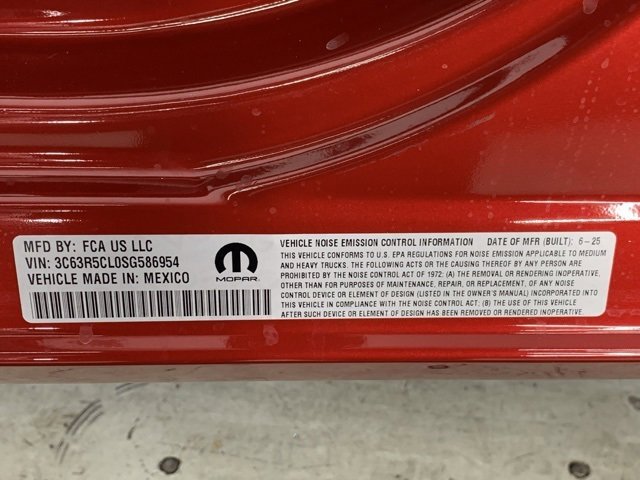 MFD BY: FCA US LLC
VIN: 3C63R5CL0SG586954
VEHICLE MADE IN: MEXICO
MOPAR
VEHICLE NOISE EMISSION CONTROL INFORMATION DATE OF MFR (BUILT): 6-25
THIS VEHICLE CONFORMS TO U.S. EPA REGULATIONS FOR NOISE EMISSION APPLICABLE TO MEDIUM
AND HEAVY TRUCKS. THE FOLLOWING ACTS OR THE CAUSING THEREOF BY ANY PERSON ARE
PROHIBITED BY THE NOISE CONTROL ACT OF 1972: (A) THE REMOVAL OR RENDERING INOPERATIVE,
OTHER THAN FOR PURPOSES OF MAINTENANCE, REPAIR, OR REPLACEMENT, OF ANY NOISE
CONTROL DEVICE OR ELEMENT OF DESIGN (LISTED IN THE OWNER'S MANUAL) INCORPORATED INTO
THIS VEHICLE IN COMPLIANCE WITH THE NOISE CONTROL ACT; (B) THE USE OF THIS VEHICLE
AFTER SUCH DEVICE OR ELEMENT OF DESIGN HAS BEEN REMOVED OR RENDERED INOPERATIVE.